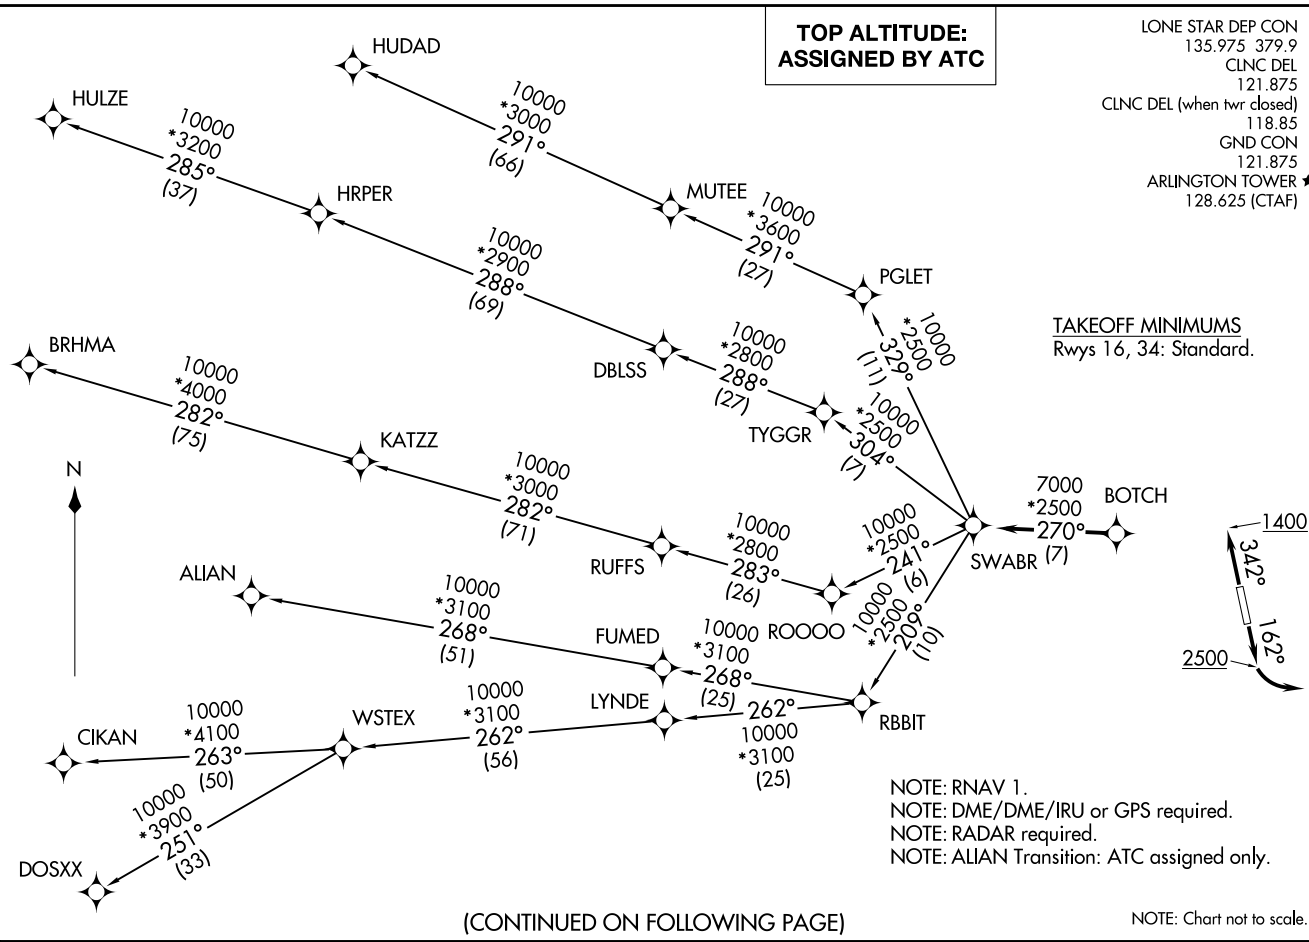 TOP ALTITUDE:
ASSIGNED BY ATC
LONE STAR DEP CON
135.975 379.9
CLNC DEL
121.875
CLNC DEL (when twr closed)
118.85
GND CON
121.875
ARLINGTON TOWER ★
128.625 (CTAF)
HUDAD
10000
*3000
291°
(66)
HULZE
10000
*3200
285°
(37)
HRPER
MUTEE
10000
*3600
291°
(27)
PGLET
10000
*2900
288°
(69)
10000
*2500
329°
(11)
TAKEOFF MINIMUMS
Rwys 16, 34: Standard.
BRHMA
10000
*4000
282°
(75)
DBLSS
10000
*2800
288°
(27)
TYGGR
10000
*2500
304°
(7)
KATZZ
N
10000
*3000
282°
(71)
RUFFS
10000
*2800
283°
(26)
ROOOO
10000
*2500
241°
(6)
SWABR
7000
*2500
270°
(7)
BOTCH
1400
342°
162°
2500
10000
*2500
209°
(10)
ALIAN
10000
*3100
268°
(51)
FUMED
10000
*3100
268°
(25)
RBBIT
LYNDE
262°
10000
*3100
(25)
WSTEX
10000
*3100
262°
(56)
CIKAN
10000
*4100
263°
(50)
10000
*3900
251°
(33)
DOSXX
NOTE: RNAV 1.
NOTE: DME/DME/IRU or GPS required.
NOTE: RADAR required.
NOTE: ALIAN Transition: ATC assigned only.
(CONTINUED ON FOLLOWING PAGE)
NOTE: Chart not to scale.